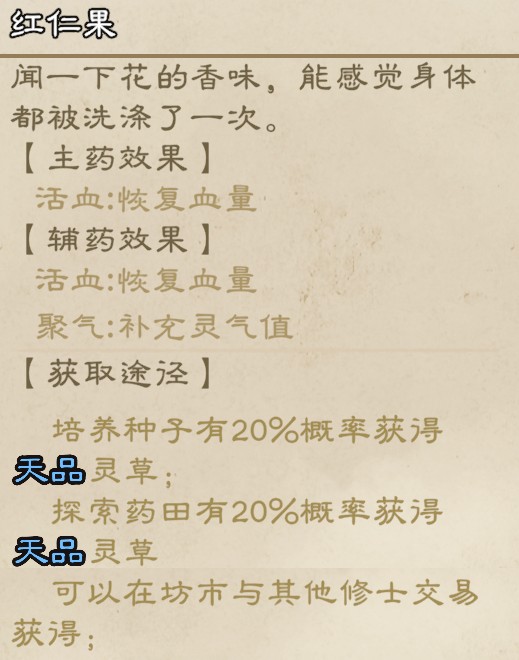 红仁果
闻一下花的香味，能感觉身体
都被洗涤了一次。
【主药效果】
活血:恢复血量
【辅药效果】
活血:恢复血量
聚气:补充灵气值
【获取途径】
培养种子有20%概率获得
天品灵草；
探索药田有20%概率获得
天品灵草
可以在坊市与其他修士交易
获得；